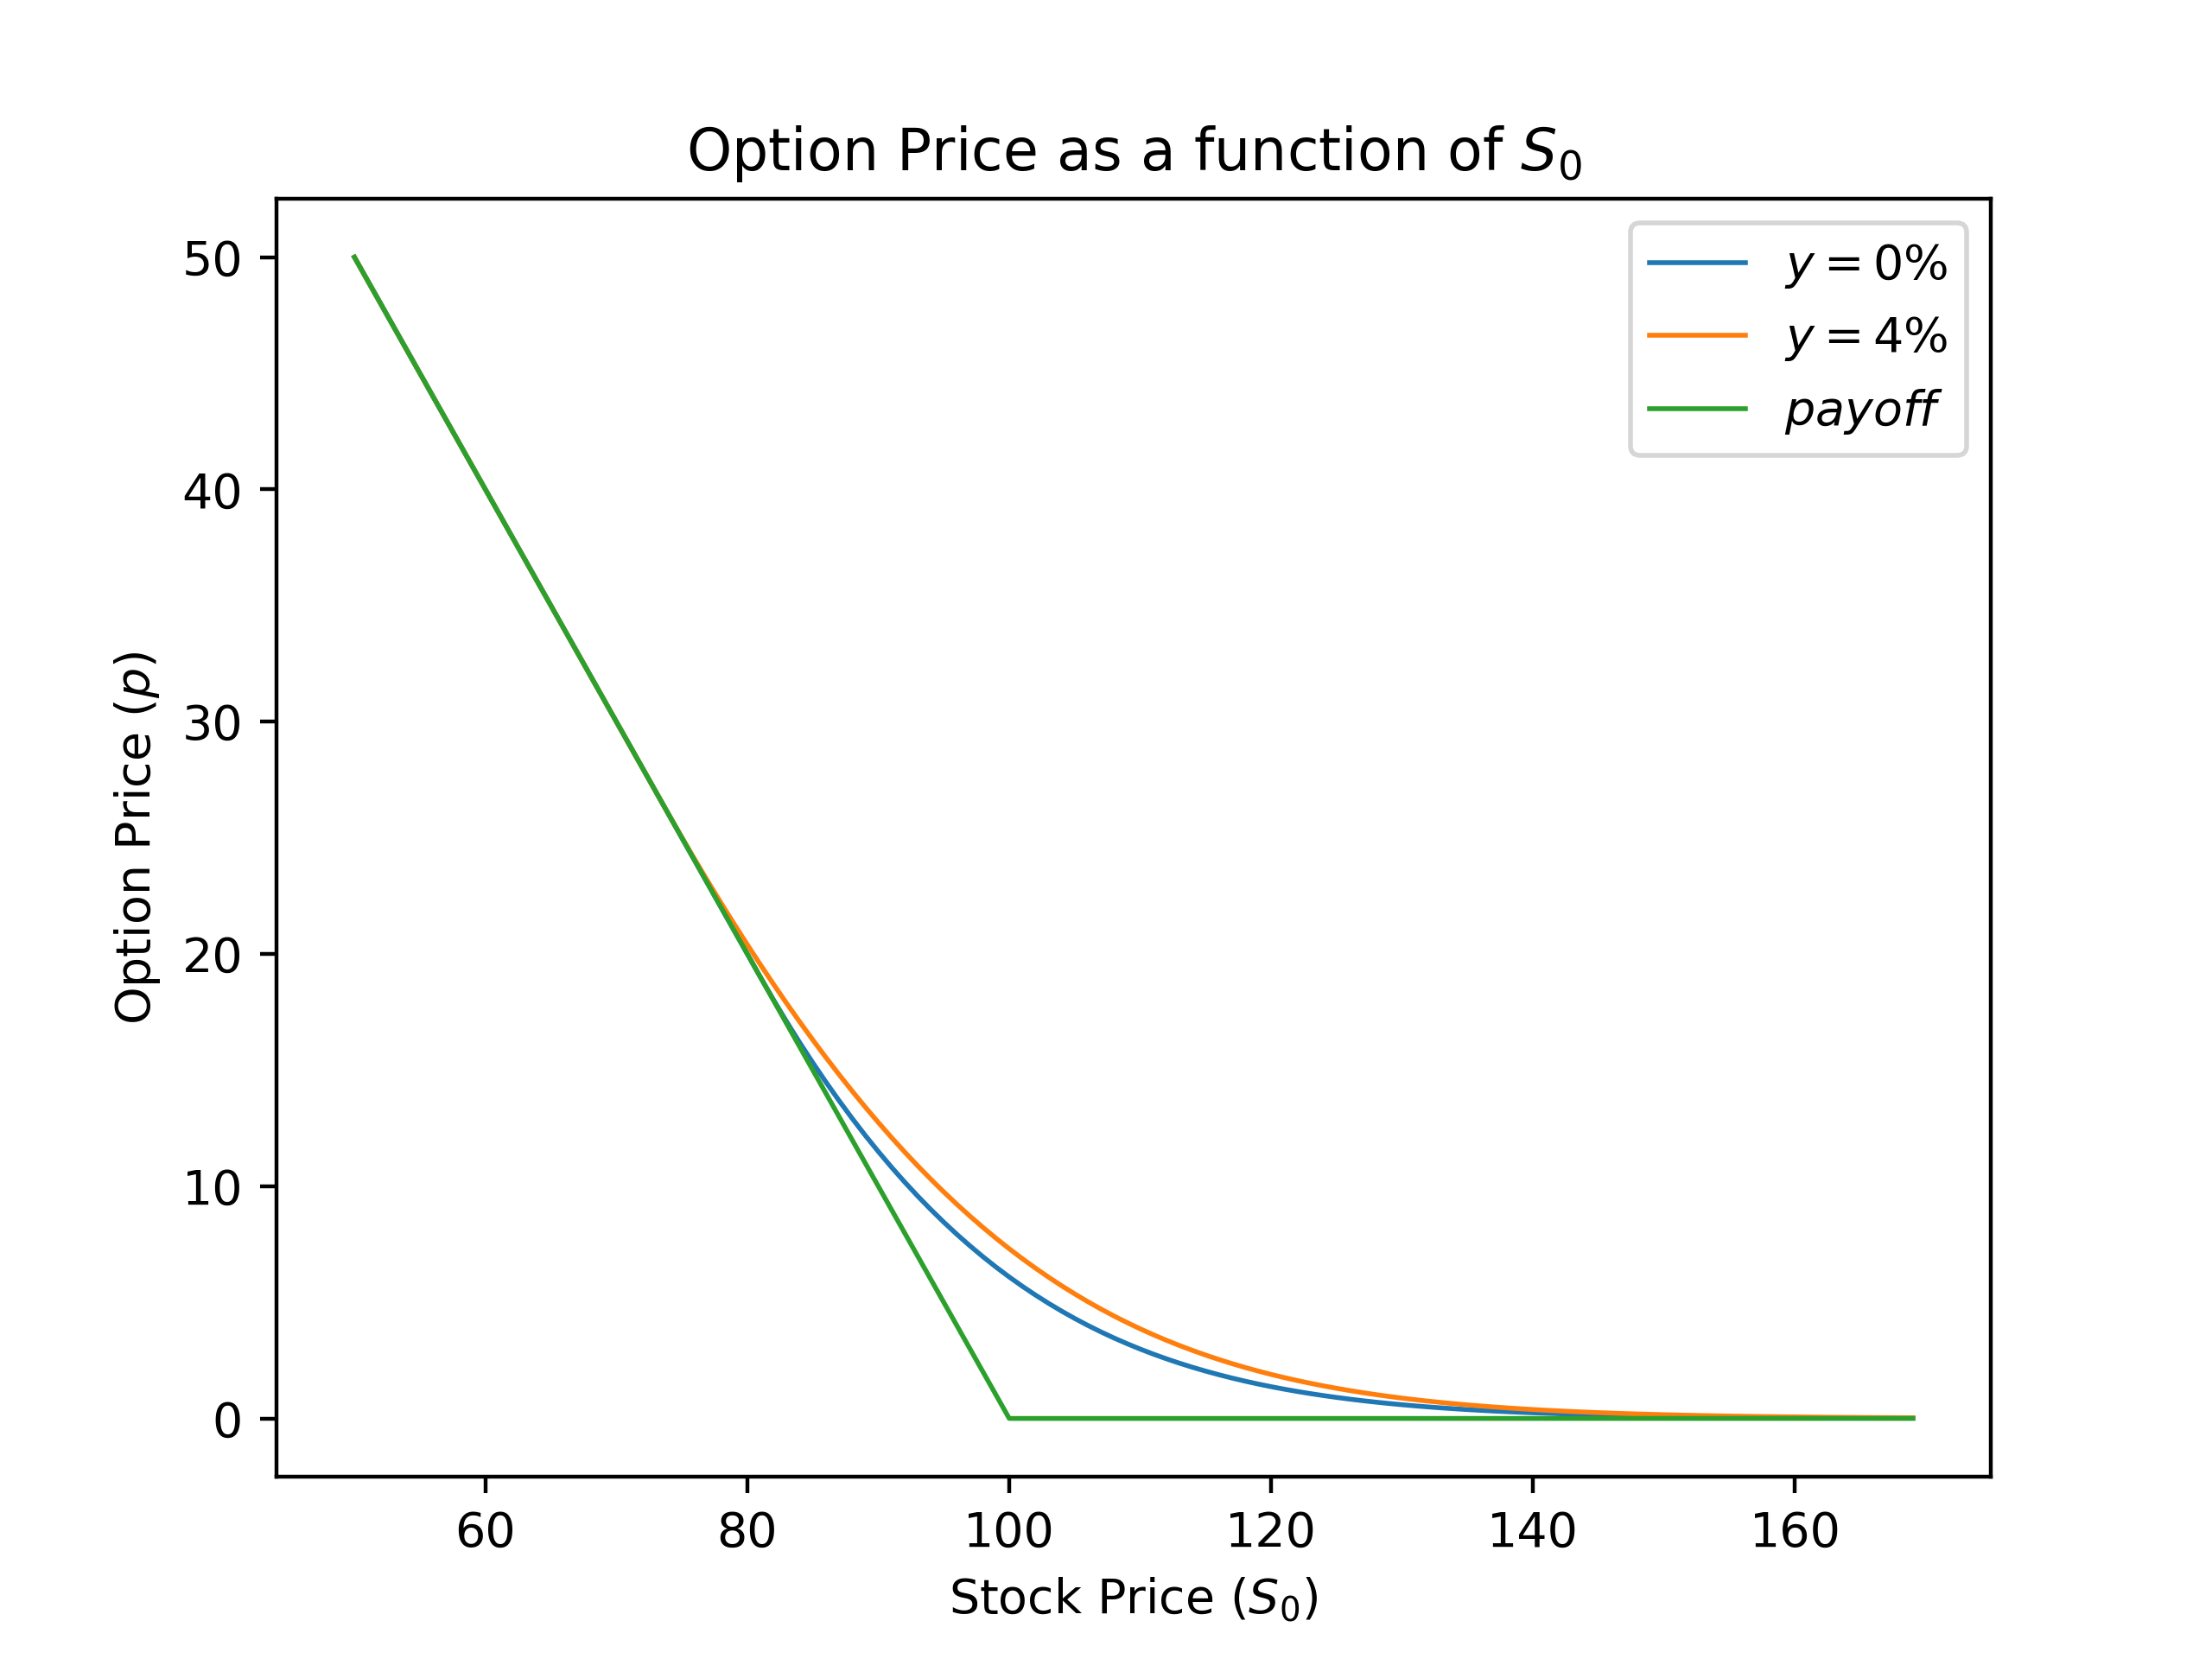 Option Price as a function of S₀
y = 0%
y = 4%
payoff
50
40
30
20
10
0
Option Price (p)
60 80 100 120 140 160
Stock Price (S₀)